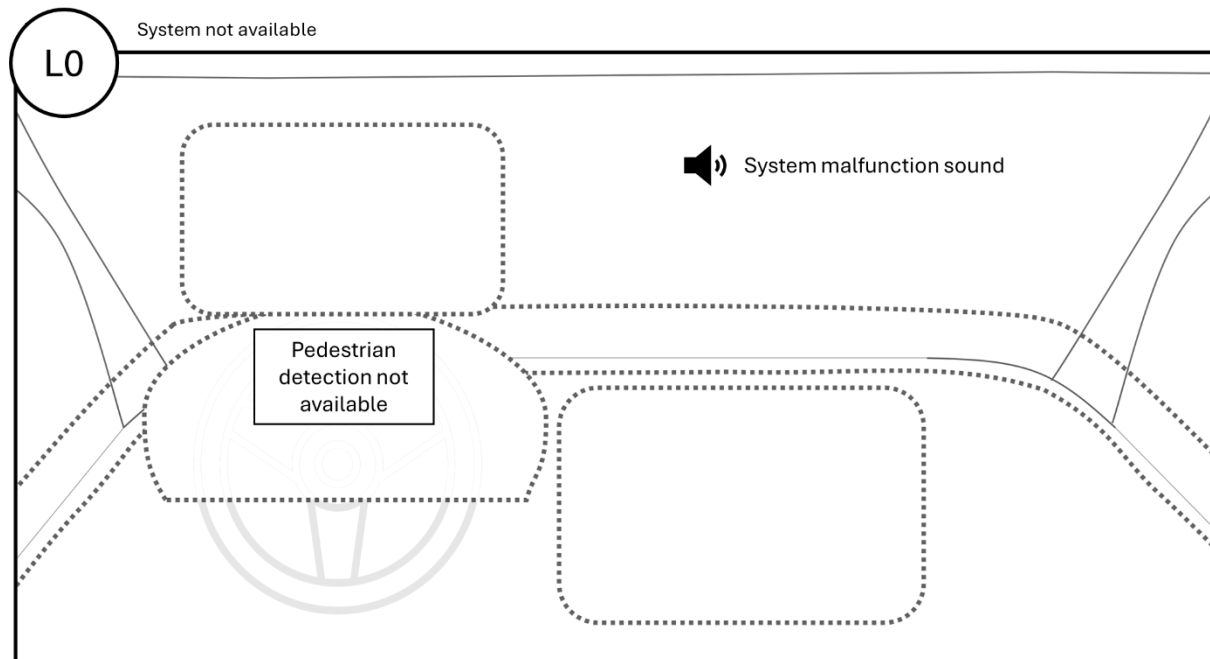 System not available
L0
System malfunction sound
Pedestrian
detection not
available